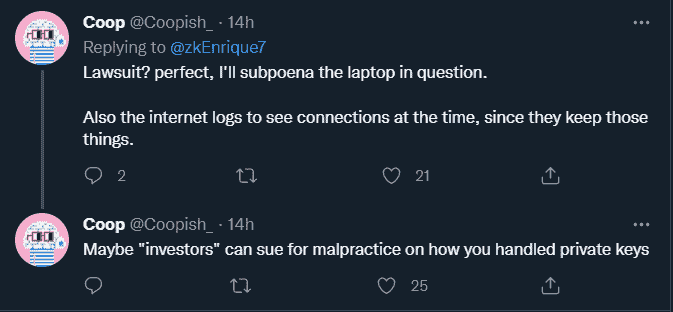 Coop @Coopish_ · 14h
Replying to @zkEnrique7
Lawsuit? perfect, I'll subpoena the laptop in question.
Also the internet logs to see connections at the time, since they keep those
things.
2 21
Coop @Coopish_ · 14h
Maybe "investors" can sue for malpractice on how you handled private keys
25